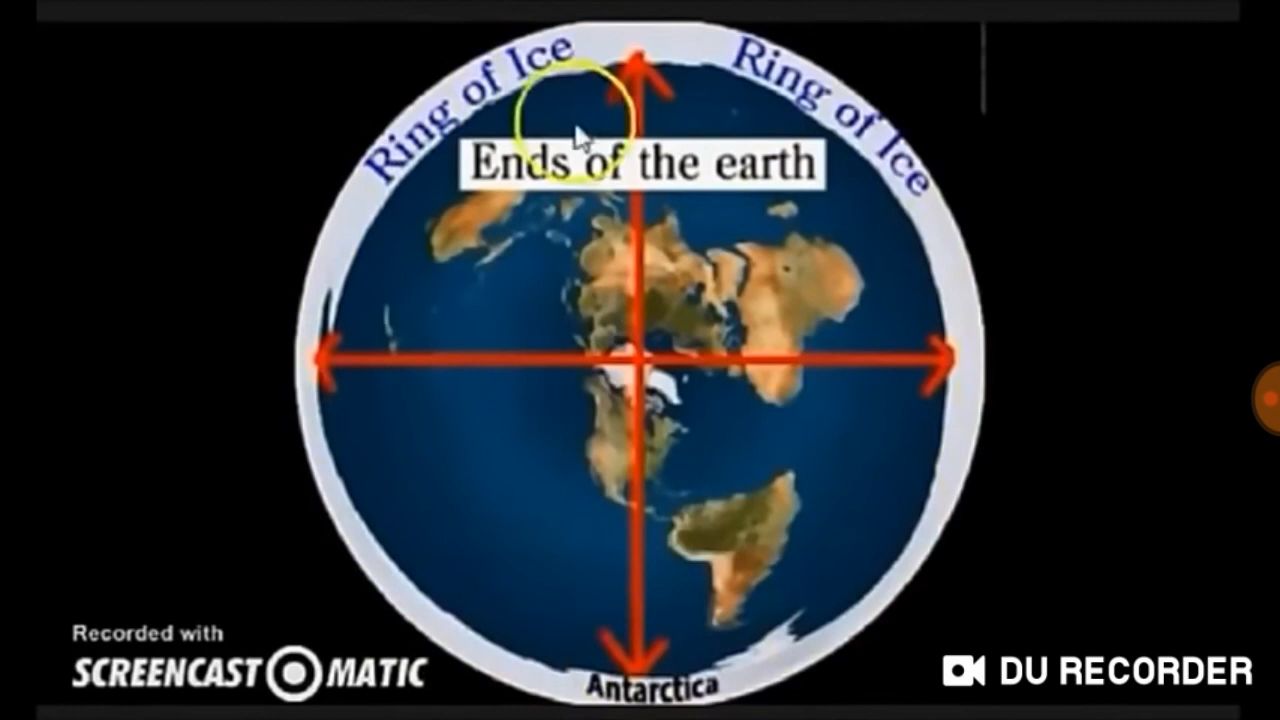 Ring of Ice
Ring of Ice
Ends of the earth
Antarctica
Recorded with
SCREENCAST MATIC
DU RECORDER